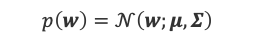 p(𝒘) = 𝒩(𝒘; 𝝁, 𝜮)